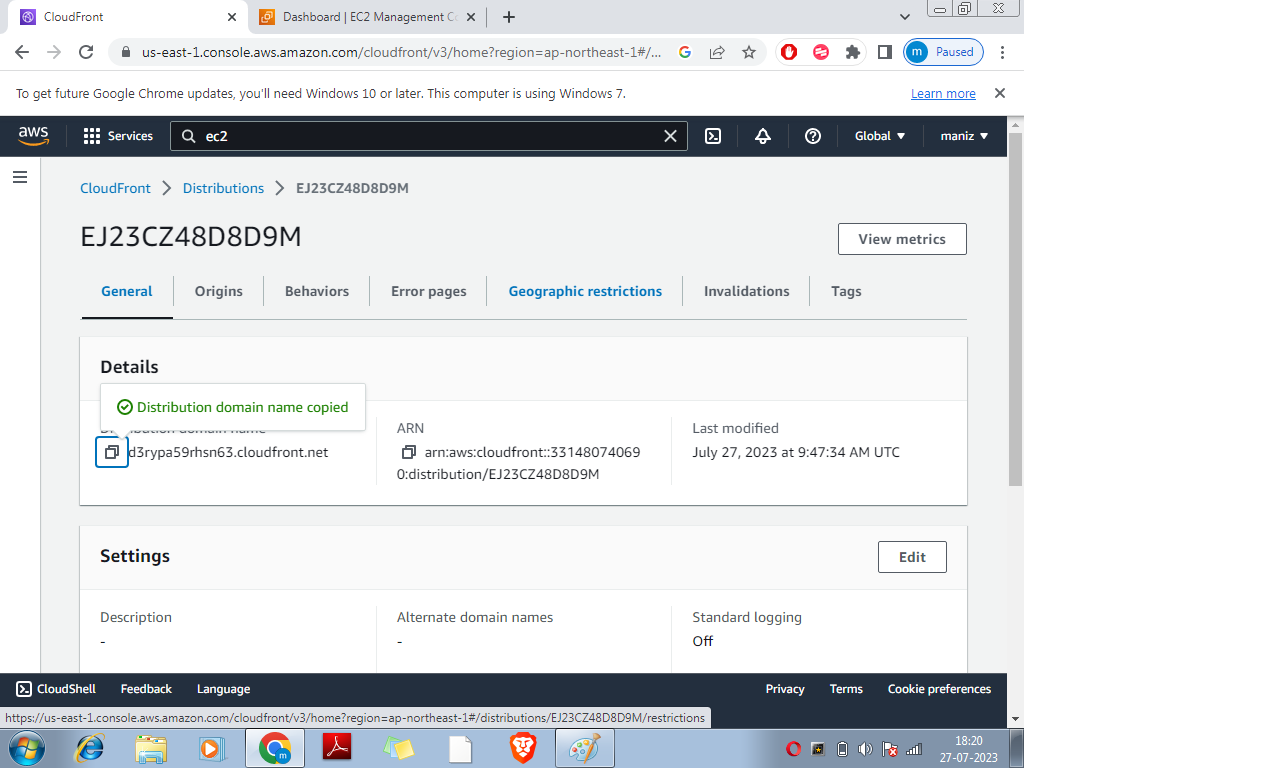 CloudFront
Dashboard | EC2 Management Co
us-east-1.console.aws.amazon.com/cloudfront/v3/home?region=ap-northeast-1#/...
m Paused
To get future Google Chrome updates, you'll need Windows 10 or later. This computer is using Windows 7.
Learn more
aws
Services
ec2
Global
maniz
CloudFront > Distributions > EJ23CZ48D8D9M
EJ23CZ48D8D9M
View metrics
General
Origins
Behaviors
Error pages
Geographic restrictions
Invalidations
Tags
Details
Distribution domain name copied
Distribution domain name
d3rypa59rhsn63.cloudfront.net
ARN
arn:aws:cloudfront::33148074069
0:distribution/EJ23CZ48D8D9M
Last modified
July 27, 2023 at 9:47:34 AM UTC
Settings
Edit
Description
-
Alternate domain names
-
Standard logging
Off
CloudShell
Feedback
Language
Privacy
Terms
Cookie preferences
https://us-east-1.console.aws.amazon.com/cloudfront/v3/home?region=ap-northeast-1#/distributions/EJ23CZ48D8D9M/restrictions
m
18:20
27-07-2023